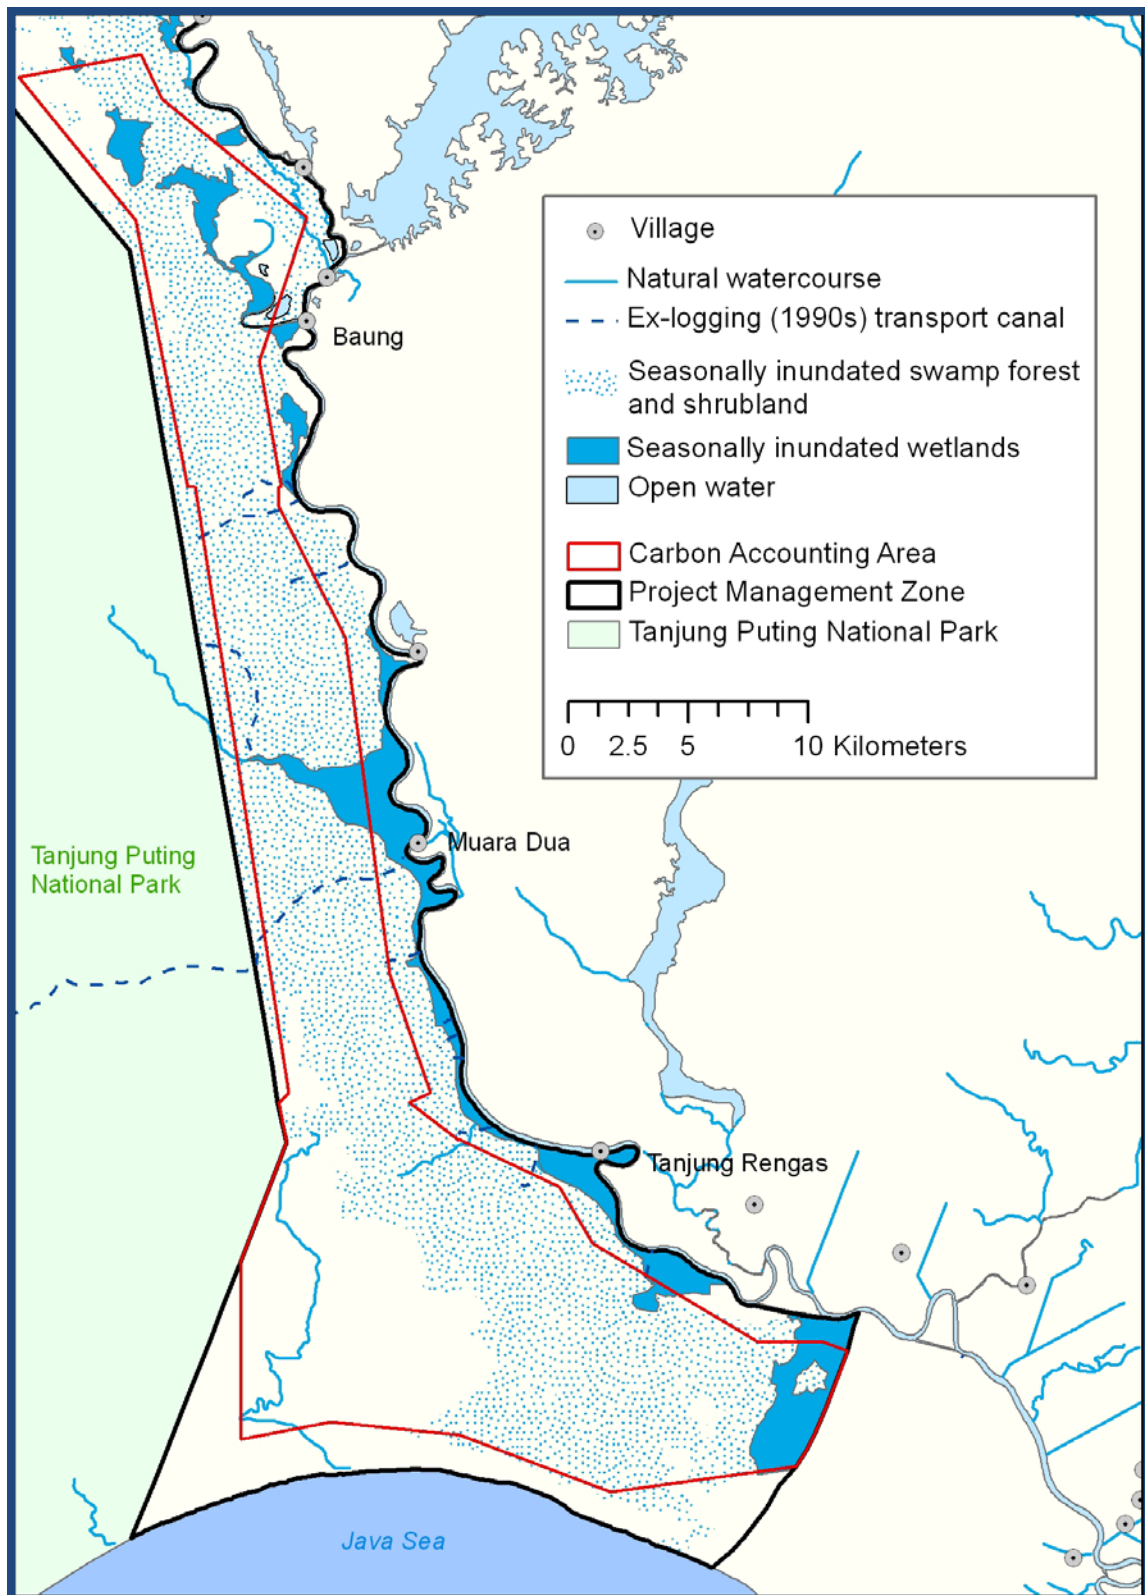 Village
Natural watercourse
Baung
Ex-logging (1990s) transport canal
Seasonally inundated swamp forest
and shrubland
Seasonally inundated wetlands
Open water
Carbon Accounting Area
Project Management Zone
Tanjung Puting National Park
0 2.5 5 10 Kilometers
Muara Dua
Tanjung Puting
National Park
Tanjung Rengas
Java Sea